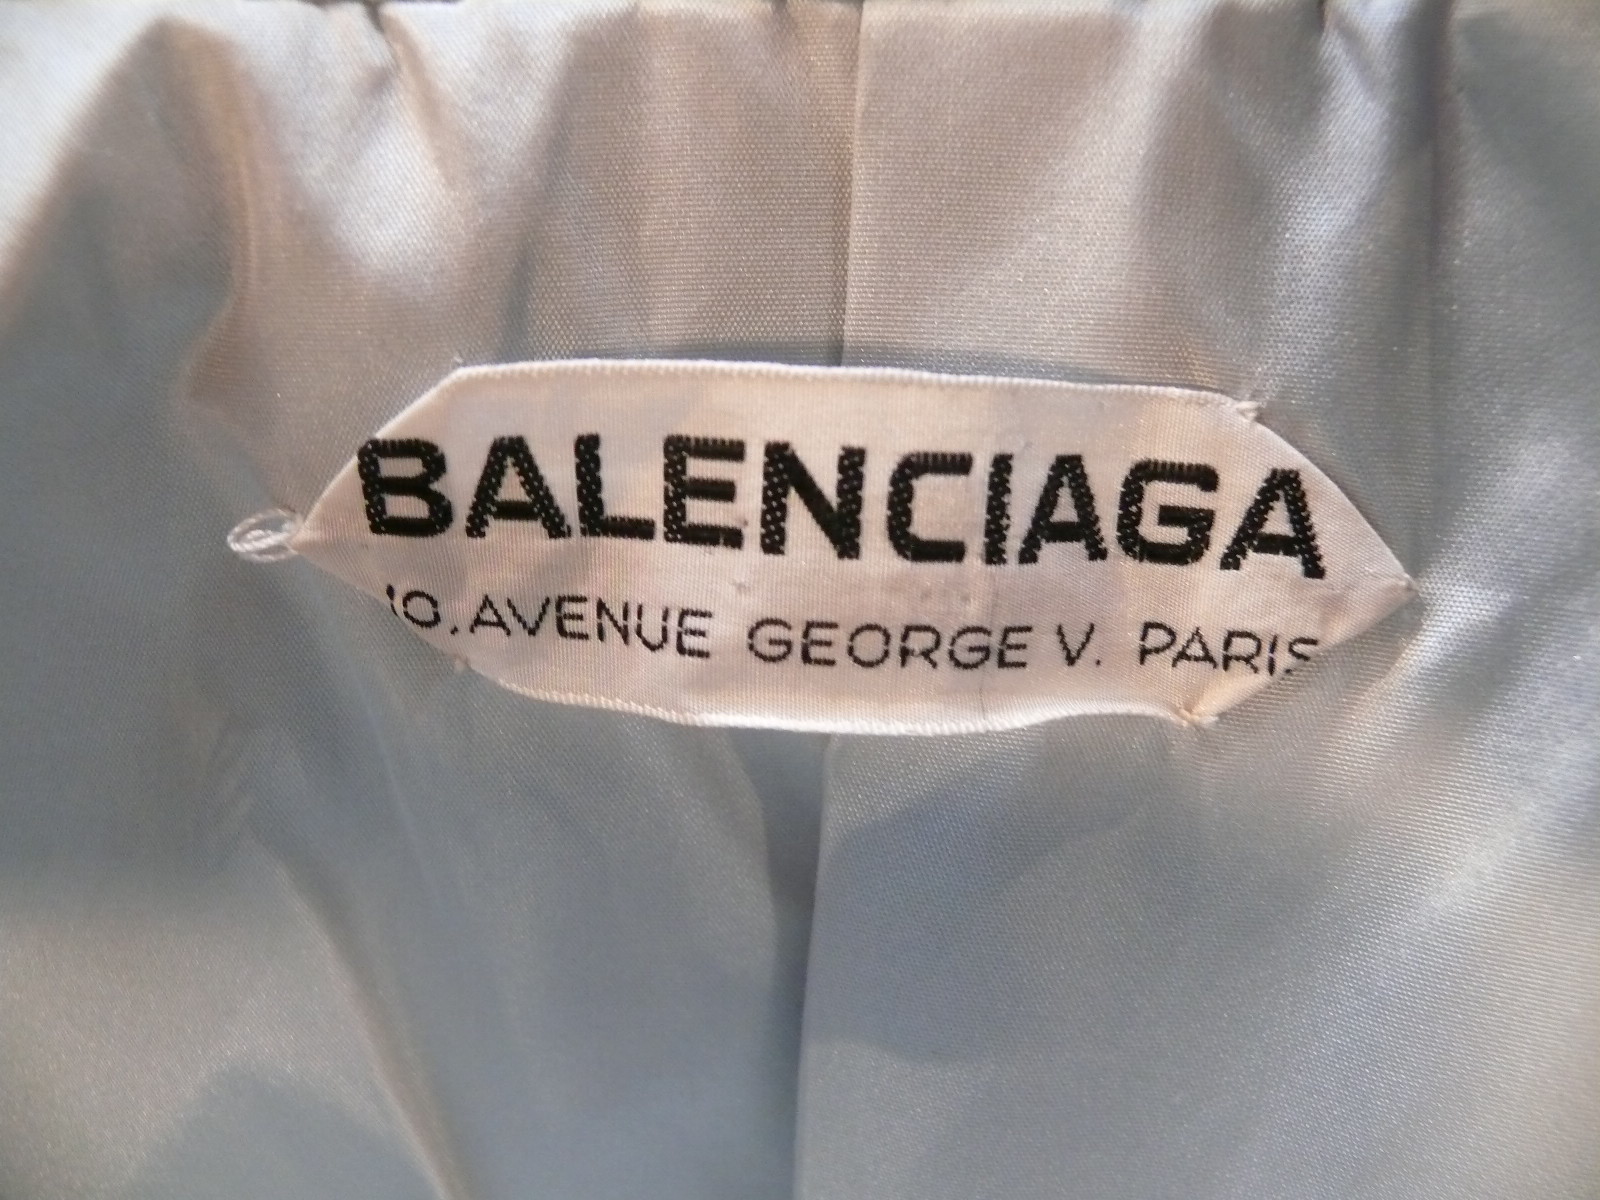 BALENCIAGA
10, AVENUE GEORGE V. PARIS